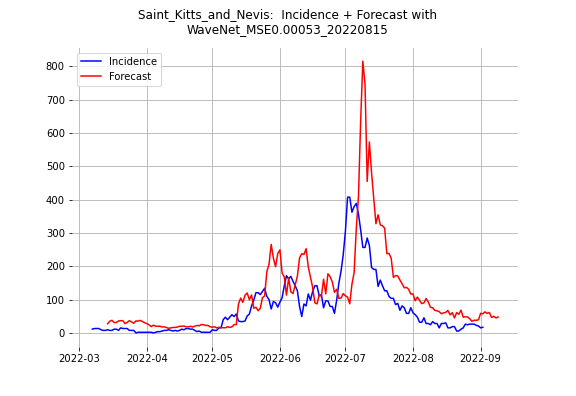 Saint_Kitts_and_Nevis:  Incidence + Forecast with
WaveNet_MSE0.00053_20220815
Incidence
Forecast
800
700
600
500
400
300
200
100
0
2022-03 2022-04 2022-05 2022-06 2022-07 2022-08 2022-09